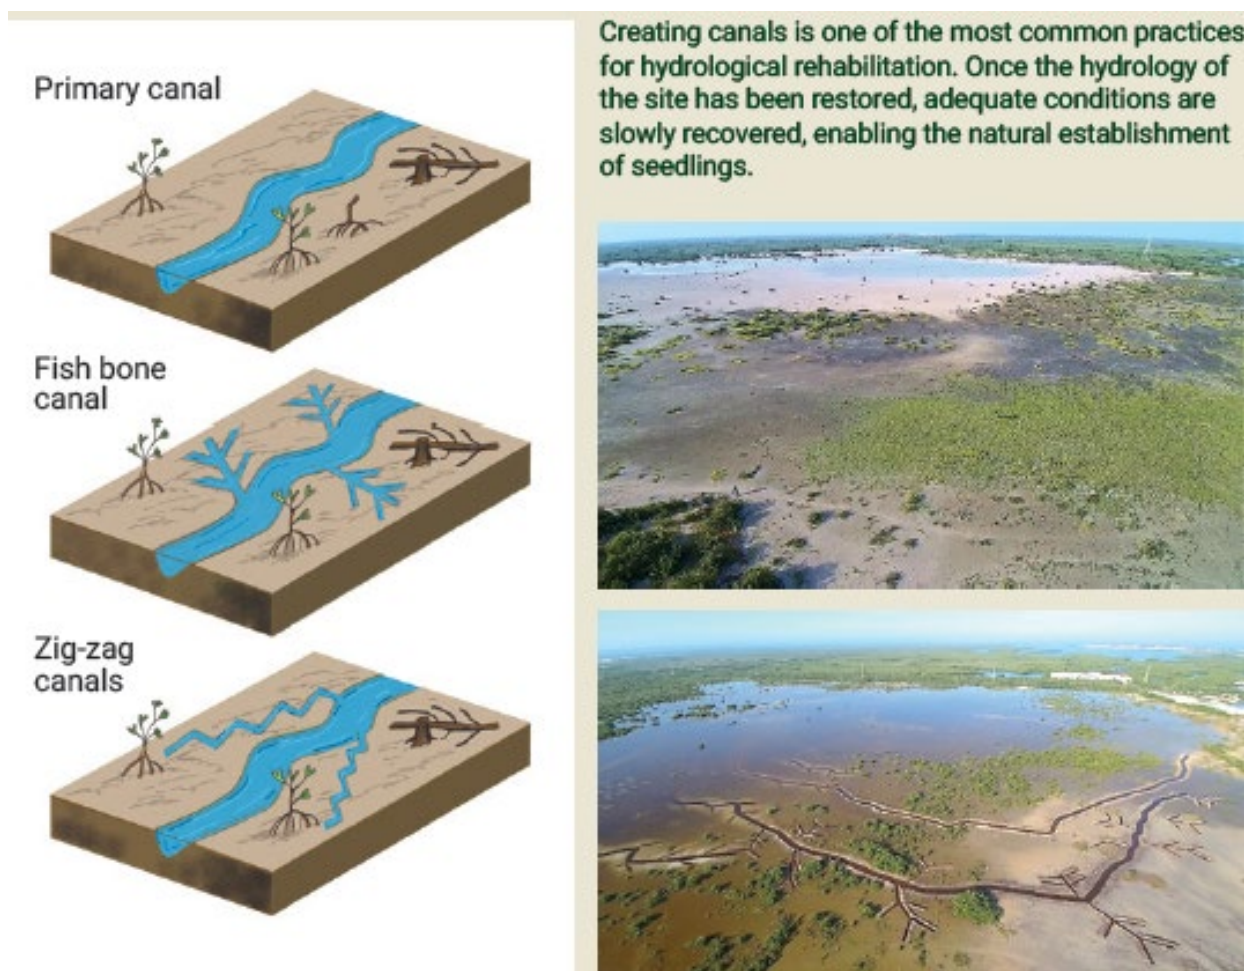 Primary canal
Fish bone
canal
Zig-zag
canals
Creating canals is one of the most common practices
for hydrological rehabilitation. Once the hydrology of
the site has been restored, adequate conditions are
slowly recovered, enabling the natural establishment
of seedlings.